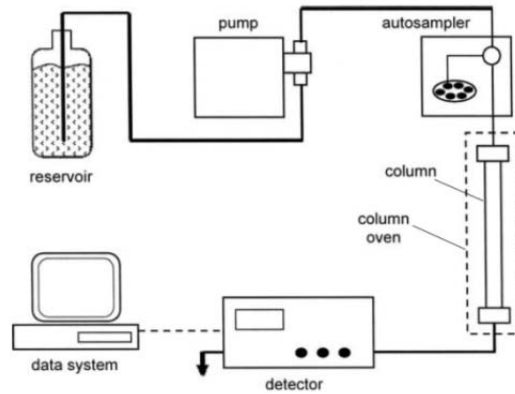 pump
autosampler
reservoir
column
column
oven
data system
detector